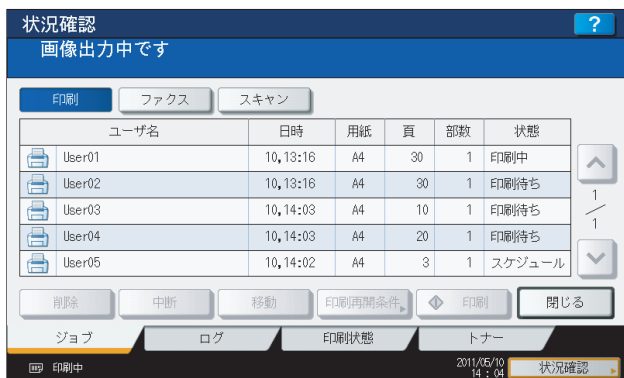 状況確認
?
画像出力中です
印刷 ファクス スキャン
ユーザ名 日時 用紙 頁 部数 状態
User01 10,13:16 A4 30 1 印刷中
User02 10,13:16 A4 30 1 印刷待ち
User03 10,14:03 A4 10 1 印刷待ち
User04 10,14:03 A4 20 1 印刷待ち
User05 10,14:02 A4 3 1 スケジュール
1
1
削除 中断 移動 印刷再開条件 印刷 閉じる
ジョブ ログ 印刷状態 トナー
印刷中 2011/05/10
14 : 04 状況確認